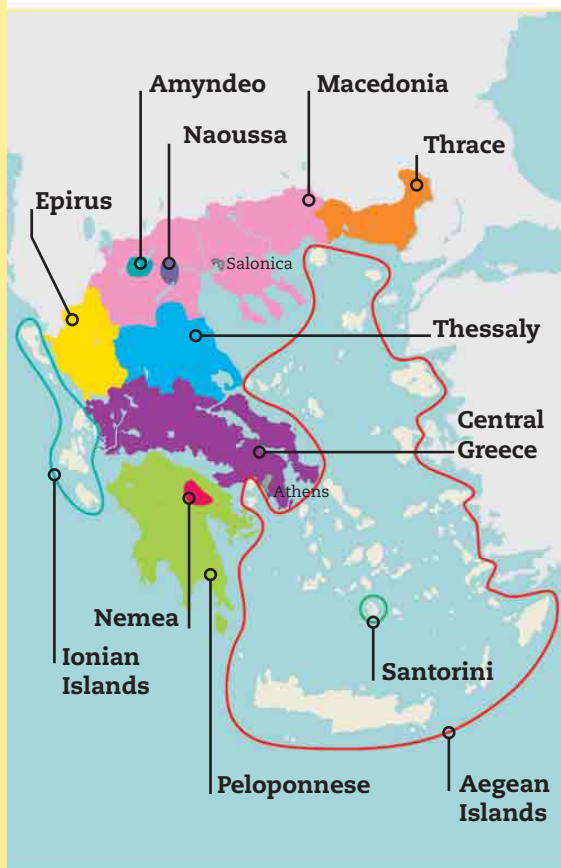 Amyndeo
Macedonia
Naoussa
Thrace
Epirus
Salonica
Thessaly
Central
Greece
Athens
Nemea
Ionian
Islands
Santorini
Peloponnese
Aegean
Islands